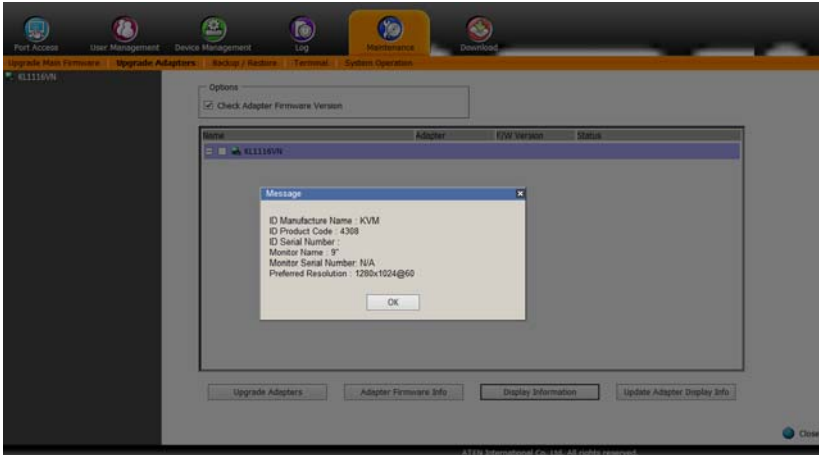 Port Access User Management Device Management Log Maintenance Download
Upgrade Main Firmware Upgrade Adapters Backup / Restore Terminal System Operation
KL1116VN
Options
Check Adapter Firmware Version
Name Adapter F/W Version Status
KL1116VN
Message
ID Manufacture Name : KVM
ID Product Code : 4308
ID Serial Number :
Monitor Name : 9"
Monitor Serial Number: N/A
Preferred Resolution : 1280x1024@60
OK
Upgrade Adapters Adapter Firmware Info Display Information Update Adapter Display Info
Close
ATEN International Co., Ltd. All rights reserved.